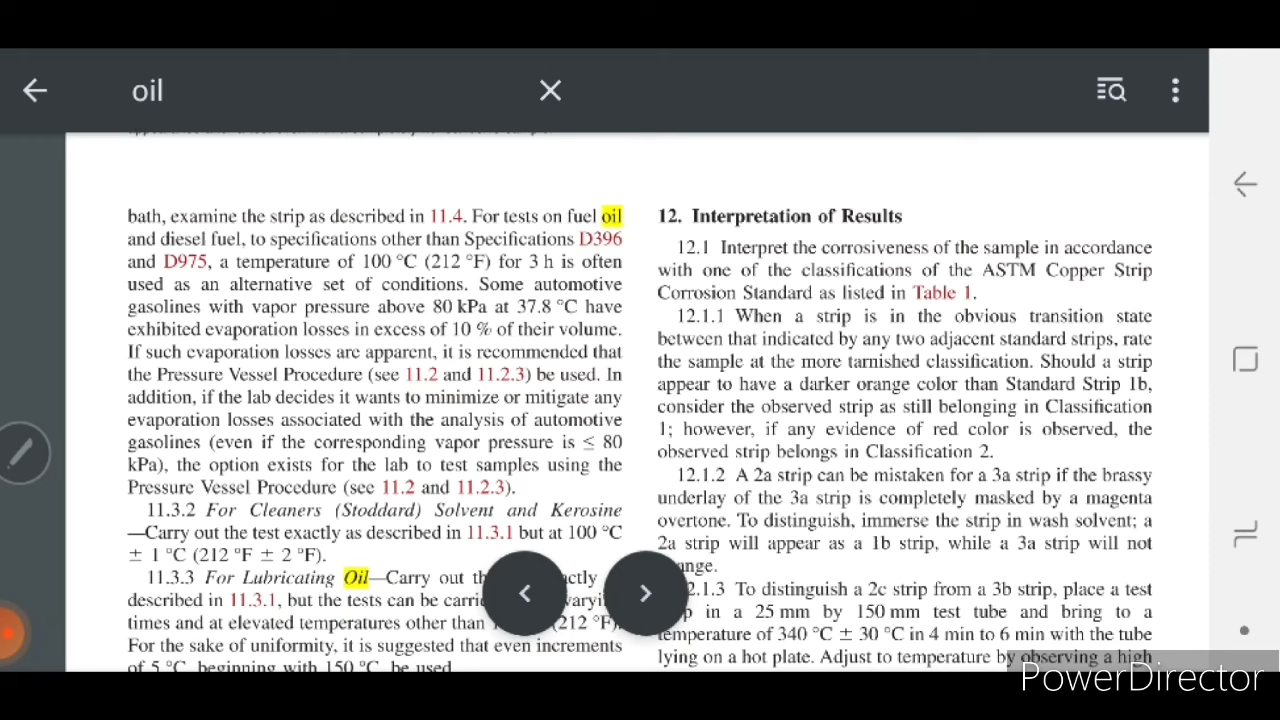 oil
bath, examine the strip as described in 11.4. For tests on fuel oil
and diesel fuel, to specifications other than Specifications D396
and D975, a temperature of 100 °C (212 °F) for 3 h is often
used as an alternative set of conditions. Some automotive
gasolines with vapor pressure above 80 kPa at 37.8 °C have
exhibited evaporation losses in excess of 10 % of their volume.
If such evaporation losses are apparent, it is recommended that
the Pressure Vessel Procedure (see 11.2 and 11.2.3) be used. In
addition, if the lab decides it wants to minimize or mitigate any
evaporation losses associated with the analysis of automotive
gasolines (even if the corresponding vapor pressure is ≤ 80
kPa), the option exists for the lab to test samples using the
Pressure Vessel Procedure (see 11.2 and 11.2.3).
11.3.2 For Cleaners (Stoddard) Solvent and Kerosine
—Carry out the test exactly as described in 11.3.1 but at 100 °C
± 1 °C (212 °F ± 2 °F).
11.3.3 For Lubricating Oil—Carry out
described in 11.3.1, but the tests can be
times and at elevated temperatures other than (212 °F).
For the sake of uniformity, it is suggested that even increments
of 5 °C, beginning with 150 °C, be used
12. Interpretation of Results
12.1 Interpret the corrosiveness of the sample in accordance
with one of the classifications of the ASTM Copper Strip
Corrosion Standard as listed in Table 1.
12.1.1 When a strip is in the obvious transition state
between that indicated by any two adjacent standard strips, rate
the sample at the more tarnished classification. Should a strip
appear to have a darker orange color than Standard Strip 1b,
consider the observed strip as still belonging in Classification
1; however, if any evidence of red color is observed, the
observed strip belongs in Classification 2.
12.1.2 A 2a strip can be mistaken for a 3a strip if the brassy
underlay of the 3a strip is completely masked by a magenta
overtone. To distinguish, immerse the strip in wash solvent; a
2a strip will appear as a 1b strip, while a 3a strip will not
ange.
2.1.3 To distinguish a 2c strip from a 3b strip, place a test
p in a 25 mm by 150 mm test tube and bring to a
temperature of 340 °C ± 30 °C in 4 min to 6 min with the tube
lying on a hot plate. Adjust to temperature by observing a high
PowerDirector